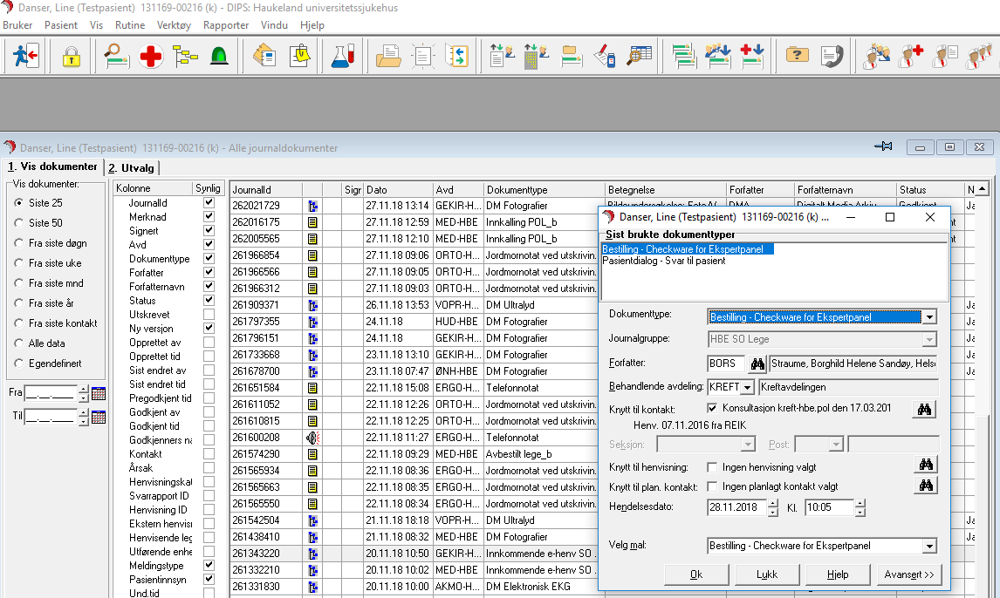 Danser, Line (Testpasient)  131169-00216 (k) - DIPS: Haukeland universitetssjukehus
Bruker Pasient Vis Rutine Verktøy Rapporter Vindu Hjelp
Danser, Line (Testpasient)  131169-00216 (k) - Alle journaldokumenter
1. Vis dokumenter
2. Utvalg
Vis dokumenter:
Siste 25
Siste 50
Fra siste døgn
Fra siste uke
Fra siste mnd
Fra siste år
Fra siste kontakt
Alle data
Egendefinert
Fra __.__.____
Til __.__.____
Kolonne Synlig
JournalId
Merknad
Signert
Avd
Dokumenttype
Forfatter
Forfatternavn
Status
Utskrevet
Ny versjon
Opprettet av
Opprettet tid
Sist endret av
Sist endret tid
Pregodkjent tid
Godkjent av
Godkjent tid
Godkjenners na
Kontakt
Årsak
Henvisningskat
Svarrapport ID
Henvisning ID
Ekstern henvisn
Henvisende leg
Utførende enhe
Meldingstype
Pasientinnsyn
Und.tid
JournalId Sigr Dato Avd Dokumenttype Betegnelse Forfatter Forfatternavn Status N
262021729 27.11.18 13:14 GEKIR-H... DM Fotografier
262016175 27.11.18 12:59 MED-HBE Innkalling POL_b
262005565 27.11.18 12:10 MED-HBE Innkalling POL_b
261966854 27.11.18 09:06 ORTO-H... Jordmornotat ved utskrivin.
261966566 27.11.18 09:05 ORTO-H... Jordmornotat ved utskrivin.
261966312 27.11.18 09:03 ORTO-H... Jordmornotat ved utskrivin.
261909371 26.11.18 13:53 VOPR-H... DM Ultralyd
261797355 24.11.18 HUD-HBE DM Fotografier
261796151 24.11.18 GEKIR-H... DM Fotografier
261733668 23.11.18 13:10 GEKIR-H... DM Fotografier
261678700 23.11.18 07:47 ØNH-HBE DM Fotografier
261651584 22.11.18 15:08 ERGO-H... Telefonnotat
261611052 22.11.18 12:26 ORTO-H... Jordmornotat ved utskrivin.
261610815 22.11.18 12:25 ORTO-H... Jordmornotat ved utskrivin.
261600208 22.11.18 11:27 ERGO-H... Telefonnotat
261574290 22.11.18 09:29 MED-HBE Avbestilt lege_b
261565934 22.11.18 08:36 ERGO-H... Jordmornotat ved utskrivin.
261565663 22.11.18 08:35 ERGO-H... Jordmornotat ved utskrivin.
261565550 22.11.18 08:34 ERGO-H... Jordmornotat ved utskrivin.
261542504 21.11.18 18:18 VOPR-H... DM Ultralyd
261438410 21.11.18 08:32 MED-HBE DM Fotografier
261343220 20.11.18 10:50 GEKIR-H... Innkommende e-henv SO .
261332210 20.11.18 10:02 MED-HBE Innkommende e-henv SO .
261331830 20.11.18 10:00 AKMO-H... DM Elektronisk EKG
Danser, Line (Testpasient)  131169-00216 (k) ...
Sist brukte dokumenttyper
Bestilling - Checkware for Ekspertpanel
Pasientdialog - Svar til pasient
Dokumenttype: Bestilling - Checkware for Ekspertpanel
Journalgruppe: HBE SO Lege
Forfatter: BORS Straume, Borghild Helene Sandøy, Helse
Behandlende avdeling: KREFT Kreftavdelingen
Knytt til kontakt: Konsultasjon kreft-hbe.pol den 17.03.201
Henv. 07.11.2016 fra REIK
Seksjon: Post:
Knytt til henvisning: Ingen henvisning valgt
Knytt til plan. kontakt: Ingen planlagt kontakt valgt
Hendelsesdato: 28.11.2018 Kl. 10:05
Velg mal: Bestilling - Checkware for Ekspertpanel
Ok Lukk Hjelp Avansert >>